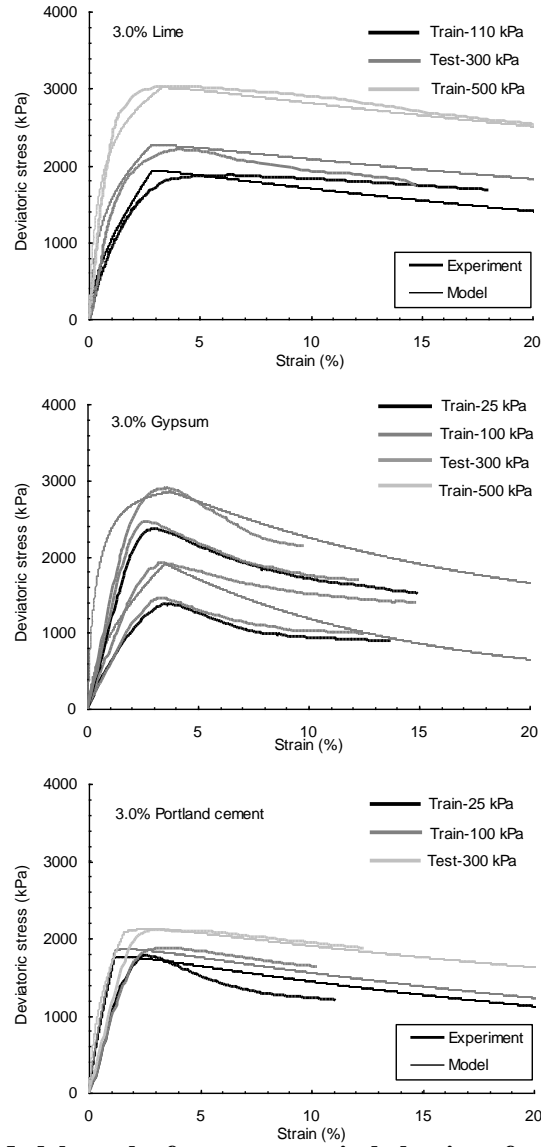 3.0% Lime
Train-110 kPa
Test-300 kPa
Train-500 kPa
Deviatoric stress (kPa)
4000
3000
2000
1000
0
Experiment
Model
0 5 10 15 20
Strain (%)
3.0% Gypsum
Train-25 kPa
Train-100 kPa
Test-300 kPa
Train-500 kPa
Deviatoric stress (kPa)
4000
3000
2000
1000
0
0 5 10 15 20
Strain (%)
3.0% Portland cement
Train-25 kPa
Train-100 kPa
Test-300 kPa
Deviatoric stress (kPa)
4000
3000
2000
1000
0
Experiment
Model
0 5 10 15 20
Strain (%)